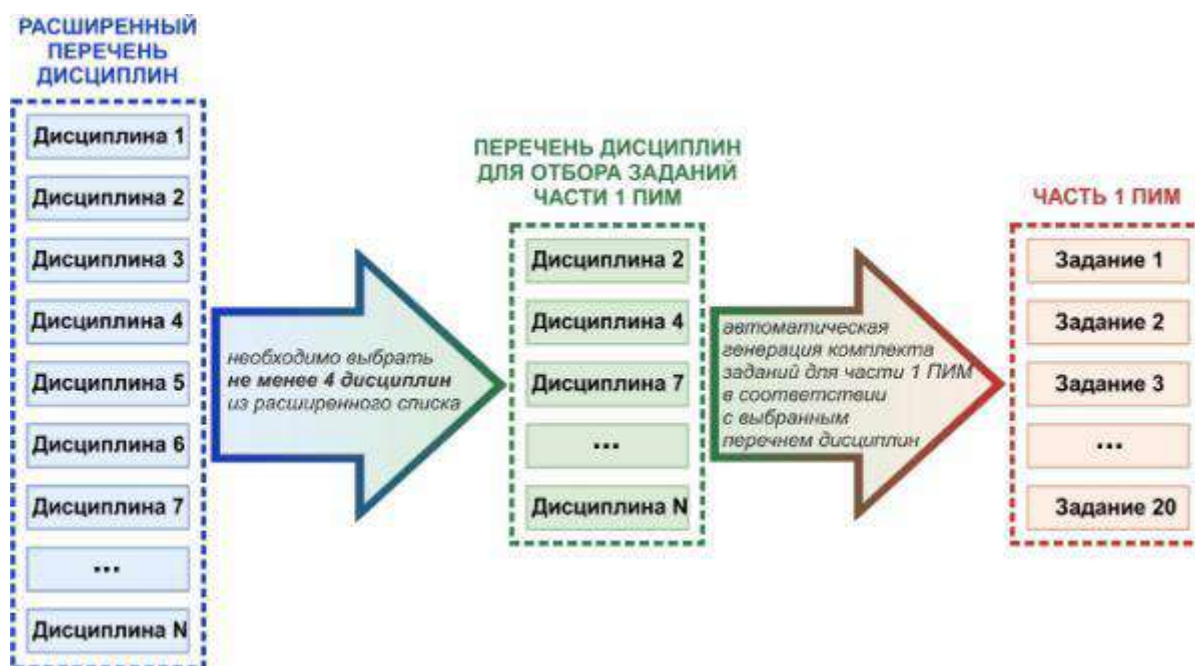 РАСШИРЕННЫЙ
ПЕРЕЧЕНЬ
ДИСЦИПЛИН
Дисциплина 1
Дисциплина 2
Дисциплина 3
Дисциплина 4
Дисциплина 5
Дисциплина 6
Дисциплина 7
...
Дисциплина N
необходимо выбрать
не менее 4 дисциплин
из расширенного списка
ПЕРЕЧЕНЬ ДИСЦИПЛИН
ДЛЯ ОТБОРА ЗАДАНИЙ
ЧАСТИ 1 ПИМ
Дисциплина 2
Дисциплина 4
Дисциплина 7
...
Дисциплина N
автоматическая
генерация комплекта
заданий для части 1 ПИМ
в соответствии
с выбранным
перечнем дисциплин
ЧАСТЬ 1 ПИМ
Задание 1
Задание 2
Задание 3
...
Задание 20